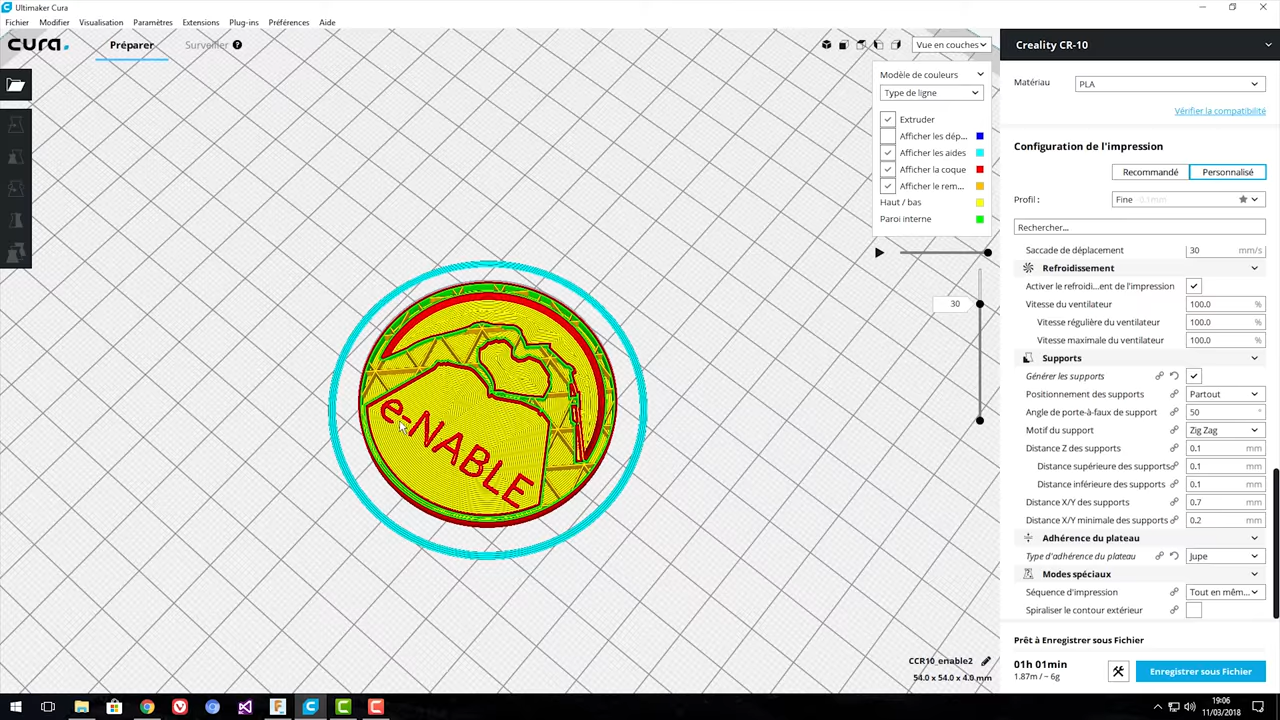 Ultimaker Cura
Fichier Modifier Visualisation Paramètres Extensions Plug-ins Préférences Aide
cura. Préparer Surveiller ? Vue en couches
Modèle de couleurs
Type de ligne
Extruder
Afficher les dép...
Afficher les aides
Afficher la coque
Afficher le rem...
Haut / bas
Paroi interne
30
e-NABLE
CCR10_enable2
54.0 x 54.0 x 4.0 mm
Creality CR-10
Matériau PLA
Vérifier la compatibilité
Configuration de l'impression
Recommandé Personnalisé
Profil : Fine 0.1mm
Rechercher...
Saccade de déplacement 30 mm/s
Refroidissement
Activer le refroidi...ent de l'impression
Vitesse du ventilateur 100.0 %
Vitesse régulière du ventilateur 100.0 %
Vitesse maximale du ventilateur 100.0 %
Supports
Générer les supports
Positionnement des supports Partout
Angle de porte-à-faux de support 50 °
Motif du support Zig Zag
Distance Z des supports 0.1 mm
Distance supérieure des supports 0.1 mm
Distance inférieure des supports 0.1 mm
Distance X/Y des supports 0.7 mm
Distance X/Y minimale des supports 0.2 mm
Adhérence du plateau
Type d'adhérence du plateau Jupe
Modes spéciaux
Séquence d'impression Tout en mêm...
Spiraliser le contour extérieur
Prêt à Enregistrer sous Fichier
01h 01min
1.87m / ~ 6g
Enregistrer sous Fichier
19:06
11/03/2018